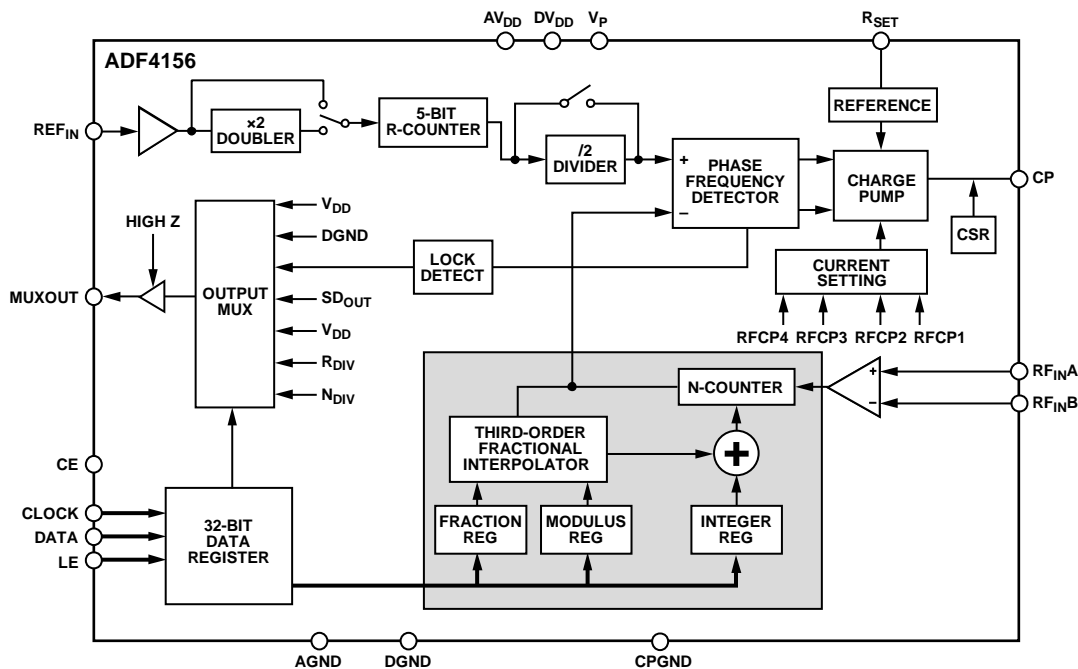 AVDD DVDD VP RSET
ADF4156
REFIN
×2
DOUBLER
5-BIT
R-COUNTER
/2
DIVIDER
+
–
PHASE
FREQUENCY
DETECTOR
REFERENCE
CHARGE
PUMP
CP
CSR
CURRENT
SETTING
RFCP4 RFCP3 RFCP2 RFCP1
HIGH Z
MUXOUT
OUTPUT
MUX
VDD
DGND
LOCK
DETECT
SDOUT
VDD
RDIV
NDIV
N-COUNTER
+
–
RFINA
RFINB
THIRD-ORDER
FRACTIONAL
INTERPOLATOR
+
FRACTION
REG
MODULUS
REG
INTEGER
REG
CE
CLOCK
DATA
LE
32-BIT
DATA
REGISTER
AGND DGND CPGND